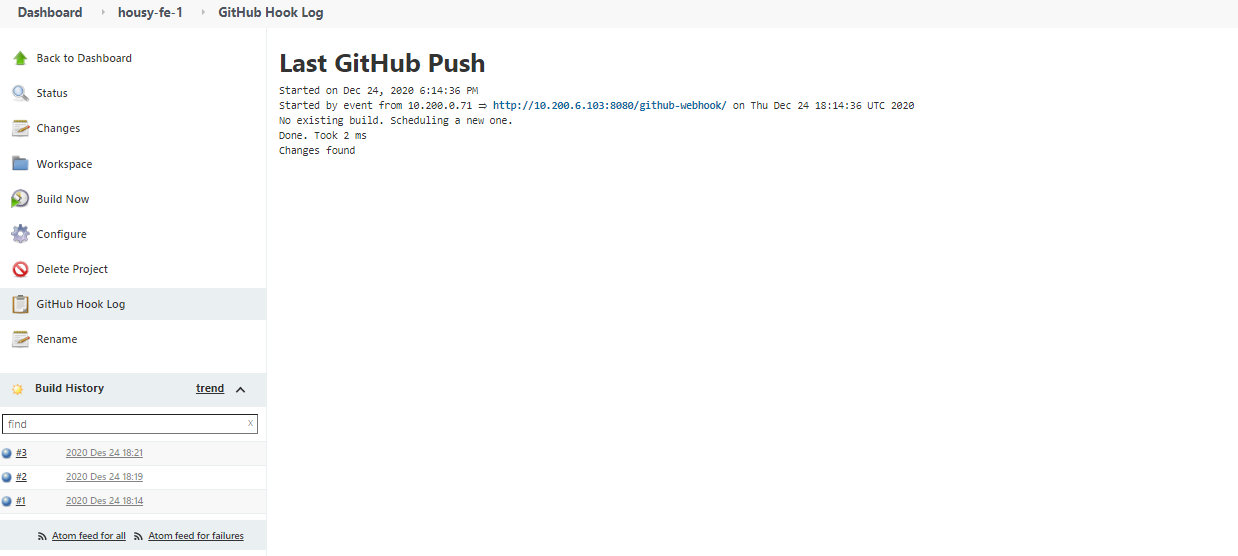 Dashboard housy-fe-1 GitHub Hook Log
Back to Dashboard
Status
Changes
Workspace
Build Now
Configure
Delete Project
GitHub Hook Log
Rename
Build History trend
find x
#3 2020 Des 24 18:21
#2 2020 Des 24 18:19
#1 2020 Des 24 18:14
Atom feed for all Atom feed for failures
Last GitHub Push
Started on Dec 24, 2020 6:14:36 PM
Started by event from 10.200.0.71 ⇒ http://10.200.6.103:8080/github-webhook/ on Thu Dec 24 18:14:36 UTC 2020
No existing build. Scheduling a new one.
Done. Took 2 ms
Changes found